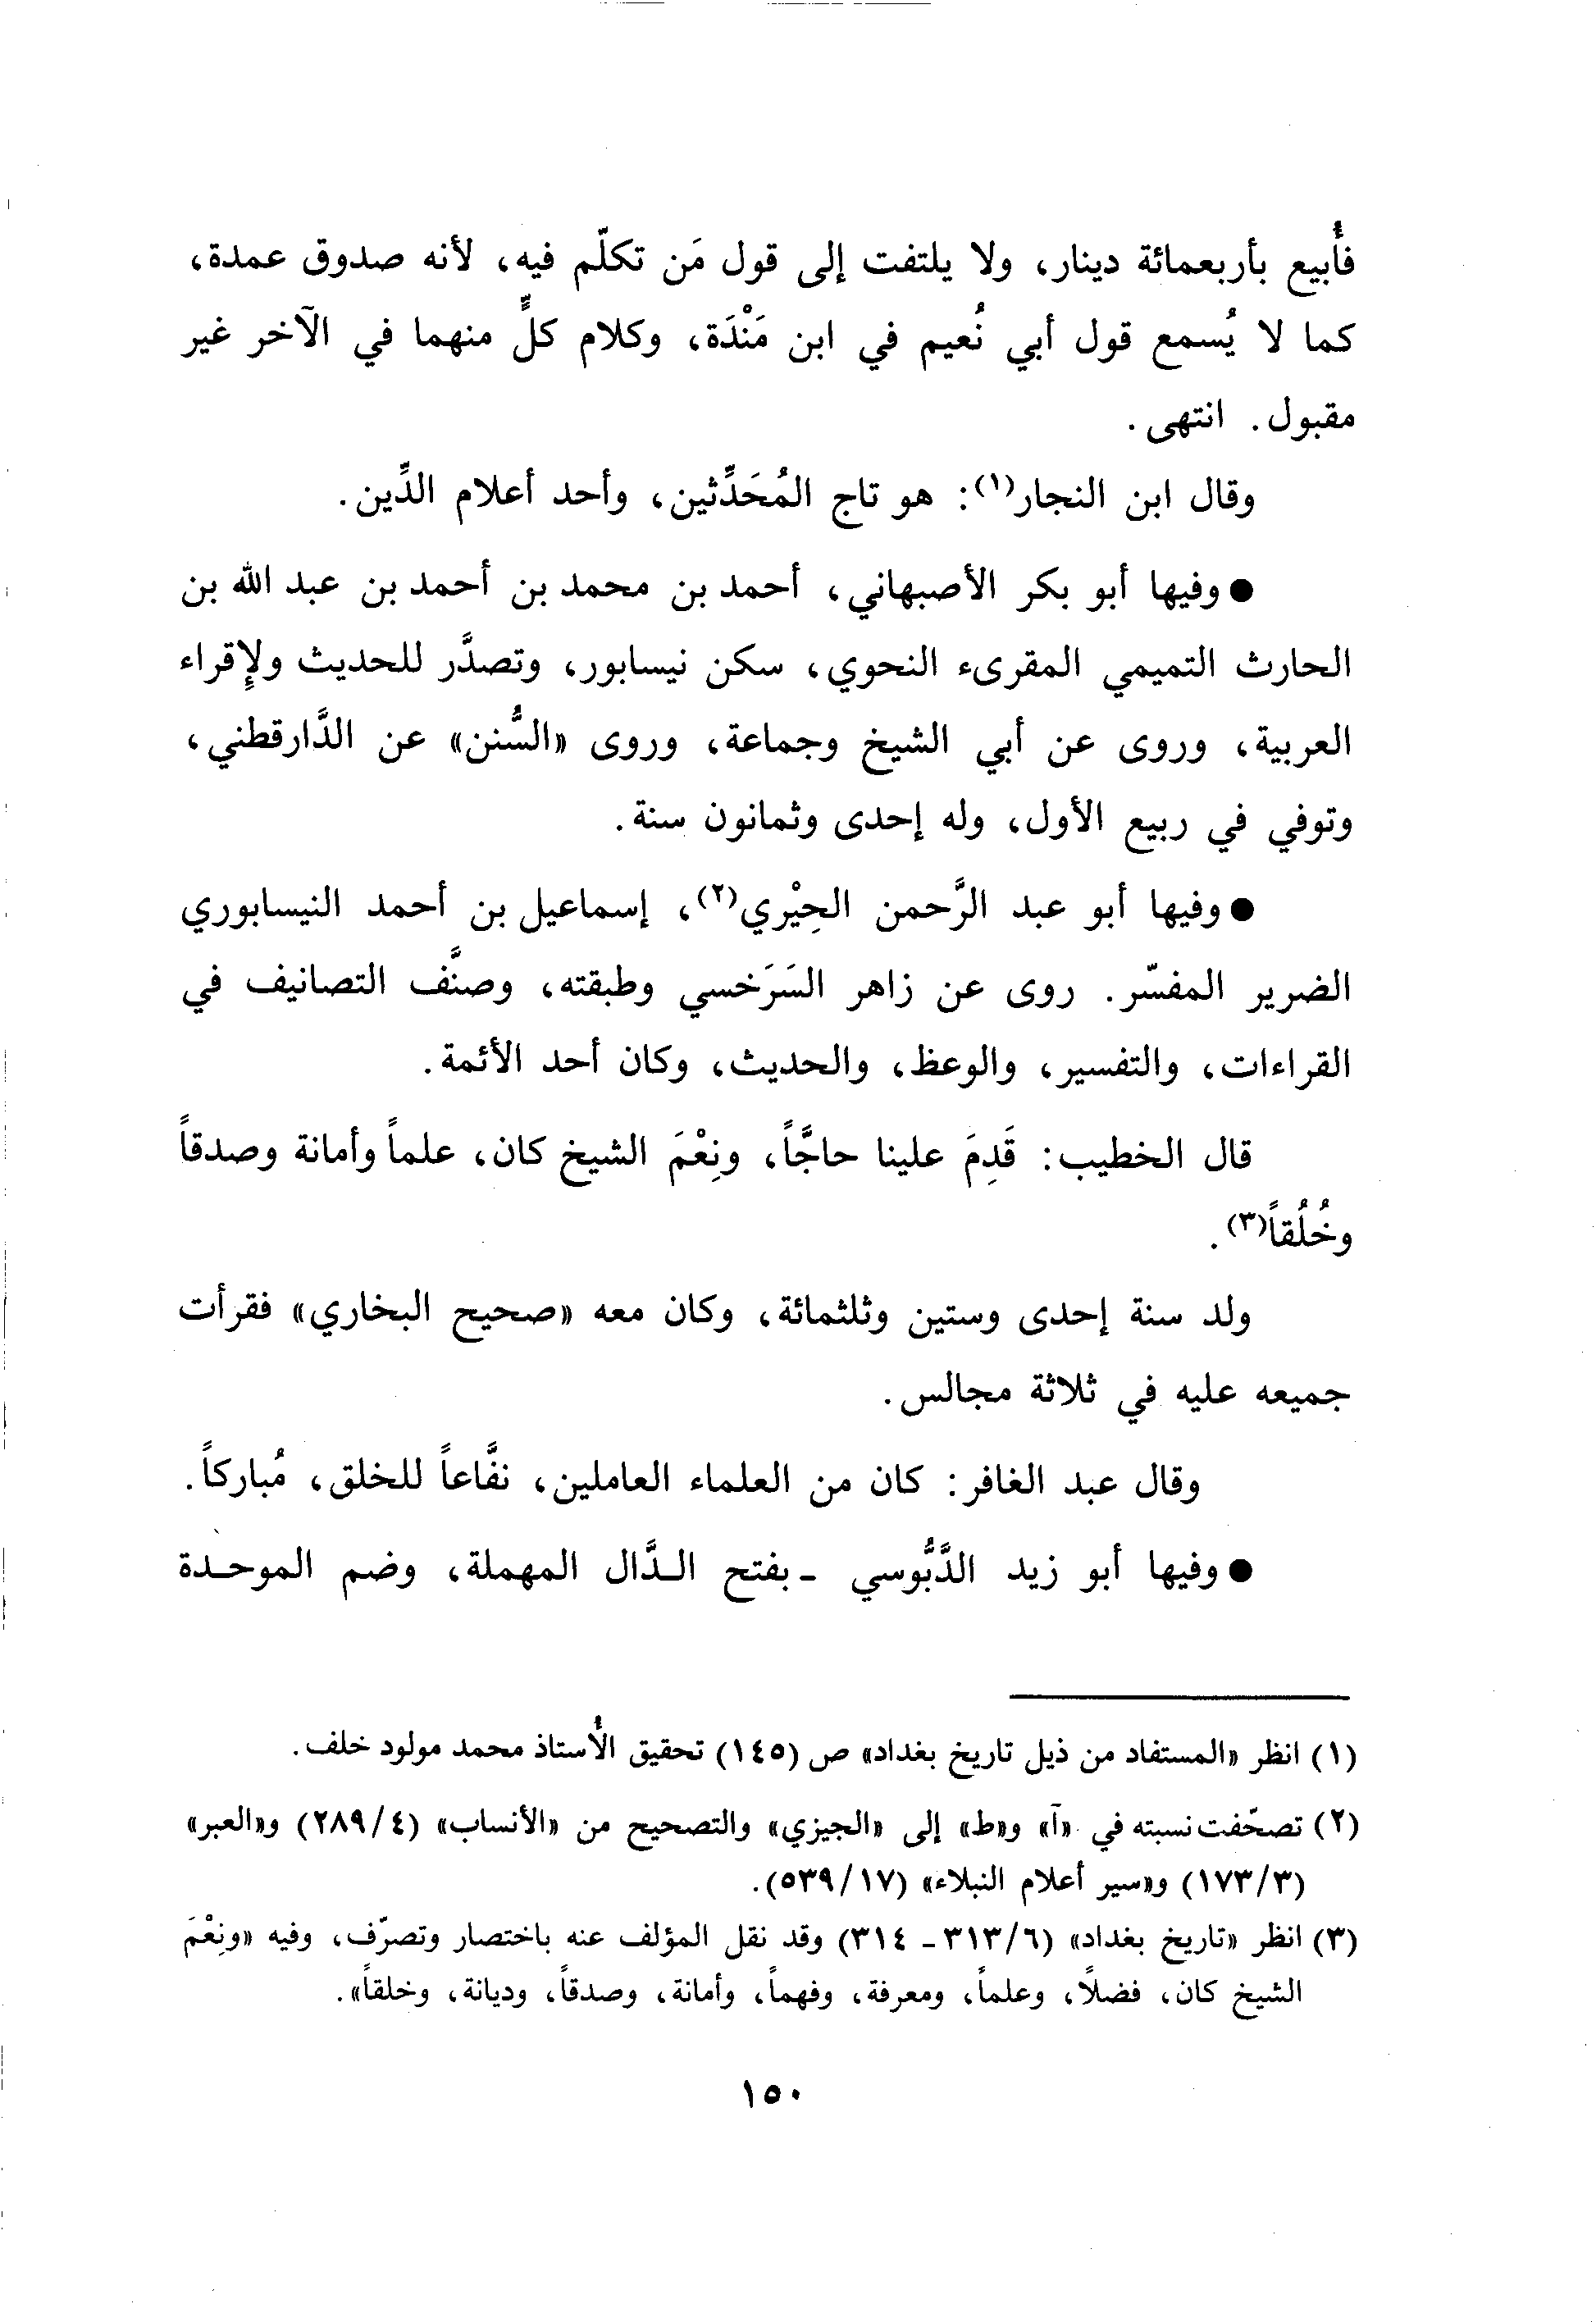 فأُبيع بأربعمائة دينار، ولا يلتفت إلى قول مَن تكلّم فيه، لأنه صدوق عمدة،
كما لا يُسمع قول أبي نُعيم في ابن مَنْدَة، وكلام كلٍّ منهما في الآخر غير
مقبول. انتهى.
وقال ابن النجار(١): هو تاج المُحَدِّثين، وأحد أعلام الدِّين.
● وفيها أبو بكر الأصبهاني، أحمد بن محمد بن أحمد بن عبد الله بن
الحارث التميمي المقرىء النحوي، سكن نيسابور، وتصدَّر للحديث ولإِقراء
العربية، وروى عن أبي الشيخ وجماعة، وروى «السُّنن» عن الدَّارقطني،
وتوفي في ربيع الأول، وله إحدى وثمانون سنة.
● وفيها أبو عبد الرَّحمن الحِيْري(٢)، إسماعيل بن أحمد النيسابوري
الضرير المفسّر. روى عن زاهر السَرَخسي وطبقته، وصنَّف التصانيف في
القراءات، والتفسير، والوعظ، والحديث، وكان أحد الأئمة.
قال الخطيب: قَدِمَ علينا حاجَّاً، ونِعْمَ الشيخ كان، علماً وأمانة وصدقاً
وخُلُقاً(٣).
ولد سنة إحدى وستين وثلثمائة، وكان معه «صحيح البخاري» فقرأت
جميعه عليه في ثلاثة مجالس.
وقال عبد الغافر: كان من العلماء العاملين، نفَّاعاً للخلق، مُباركاً.
● وفيها أبو زيد الدَّبُّوسي - بفتح الـدَّال المهملة، وضم الموحـدة
(١) انظر «المستفاد من ذيل تاريخ بغداد» ص (١٤٥) تحقيق الأُستاذ محمد مولود خلف.
(٢) تصحّفت نسبته في «آ» و«ط» إلى «الجيزي» والتصحيح من «الأنساب» (٢٨٩/٤) و«العبر»
(١٧٣/٣) و«سير أعلام النبلاء» (٥٣٩/١٧).
(٣) انظر «تاريخ بغداد» (٣١٣/٦ - ٣١٤) وقد نقل المؤلف عنه باختصار وتصرّف، وفيه «ونِعْمَ
الشيخ كان، فضلاً، وعلماً، ومعرفة، وفهماً، وأمانة، وصدقاً، وديانة، وخلقاً».
١٥٠